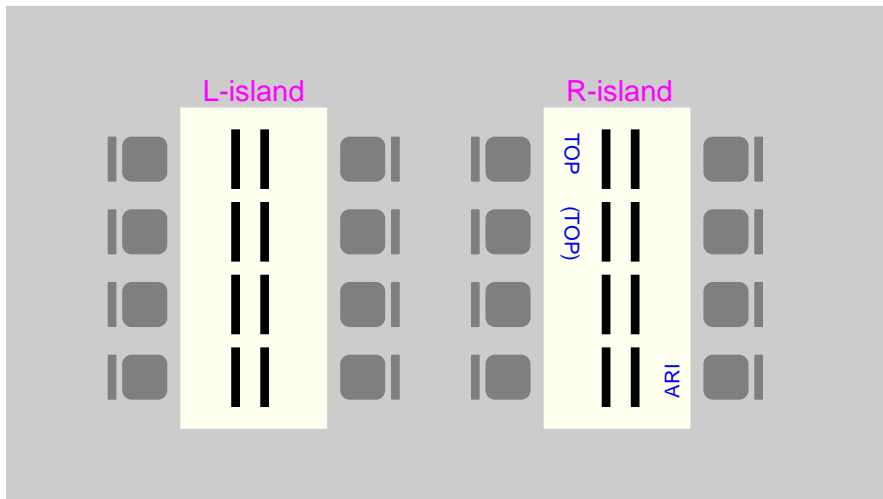 L-island
R-island
TOP
(TOP)
ARI